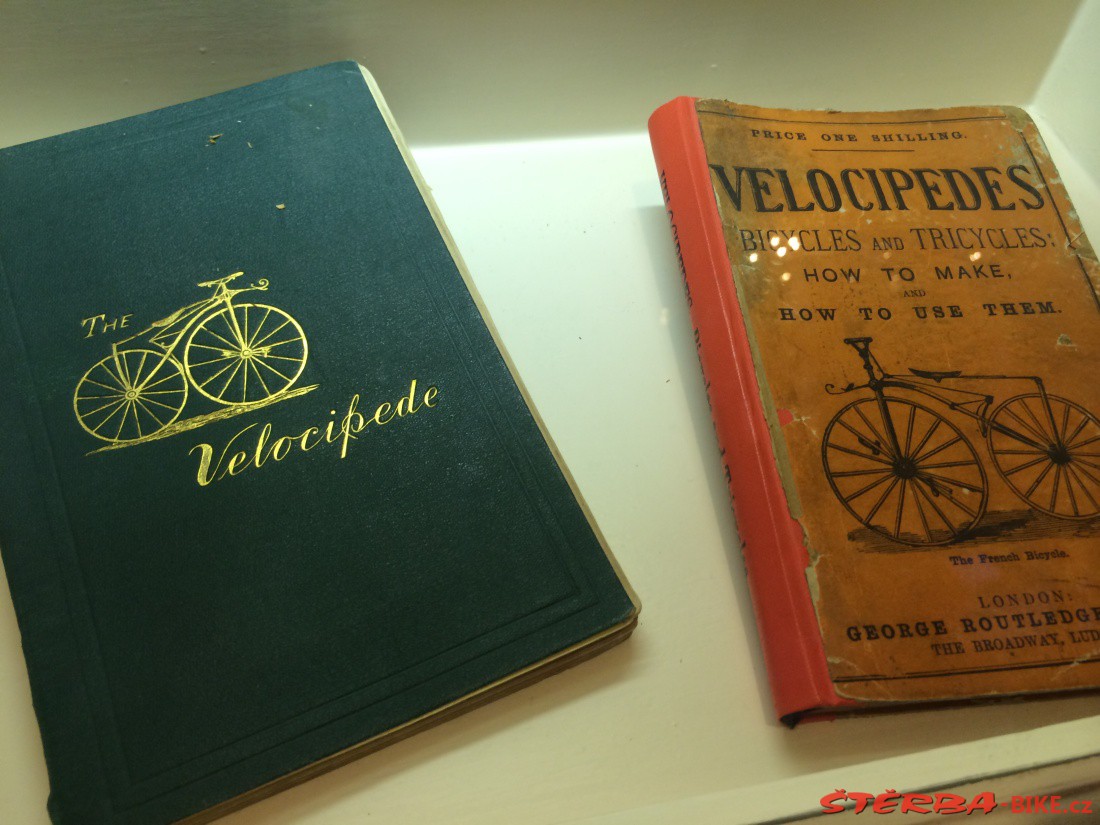 THE
Velocipede
PRICE ONE SHILLING.
VELOCIPEDES
BICYCLES AND TRICYCLES:
HOW TO MAKE,
AND
HOW TO USE THEM.
The French Bicycle.
LONDON:
GEORGE ROUTLEDGE
THE BROADWAY, LUD
ŠTĚRBA-BIKE.cz